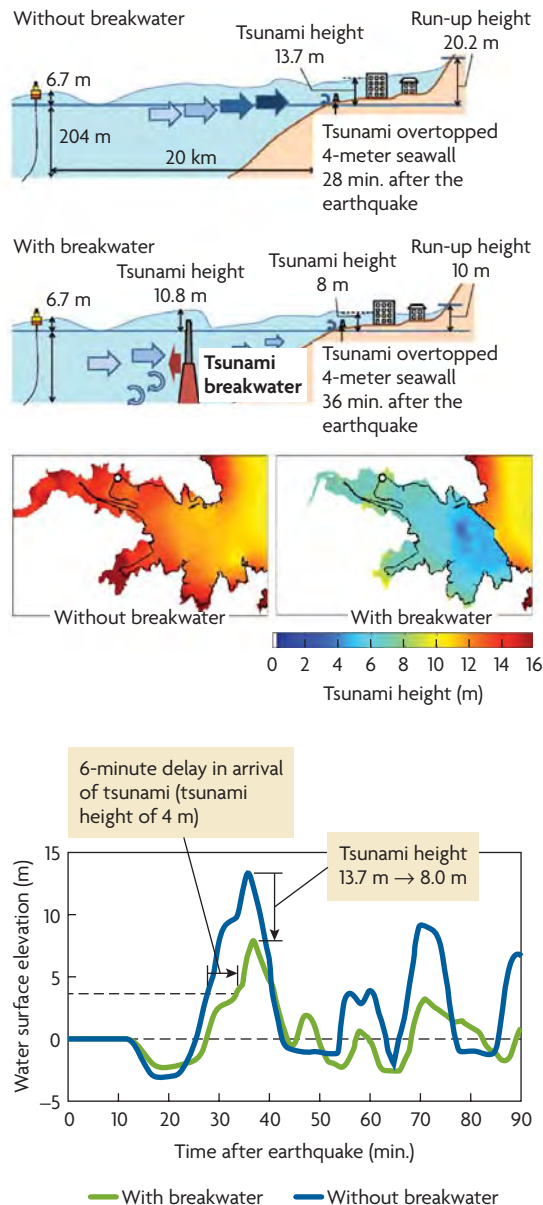 Without breakwater
Tsunami height
13.7 m
Run-up height
20.2 m
6.7 m
204 m
20 km
Tsunami overtopped
4-meter seawall
28 min. after the
earthquake
With breakwater
Tsunami height
10.8 m
Tsunami height
8 m
Run-up height
10 m
6.7 m
Tsunami
breakwater
Tsunami overtopped
4-meter seawall
36 min. after the
earthquake
Without breakwater
With breakwater
0 2 4 6 8 10 12 14 16
Tsunami height (m)
6-minute delay in arrival
of tsunami (tsunami
height of 4 m)
Tsunami height
13.7 m → 8.0 m
Water surface elevation (m)
15
10
5
0
−5
0 10 20 30 40 50 60 70 80 90
Time after earthquake (min.)
With breakwater
Without breakwater